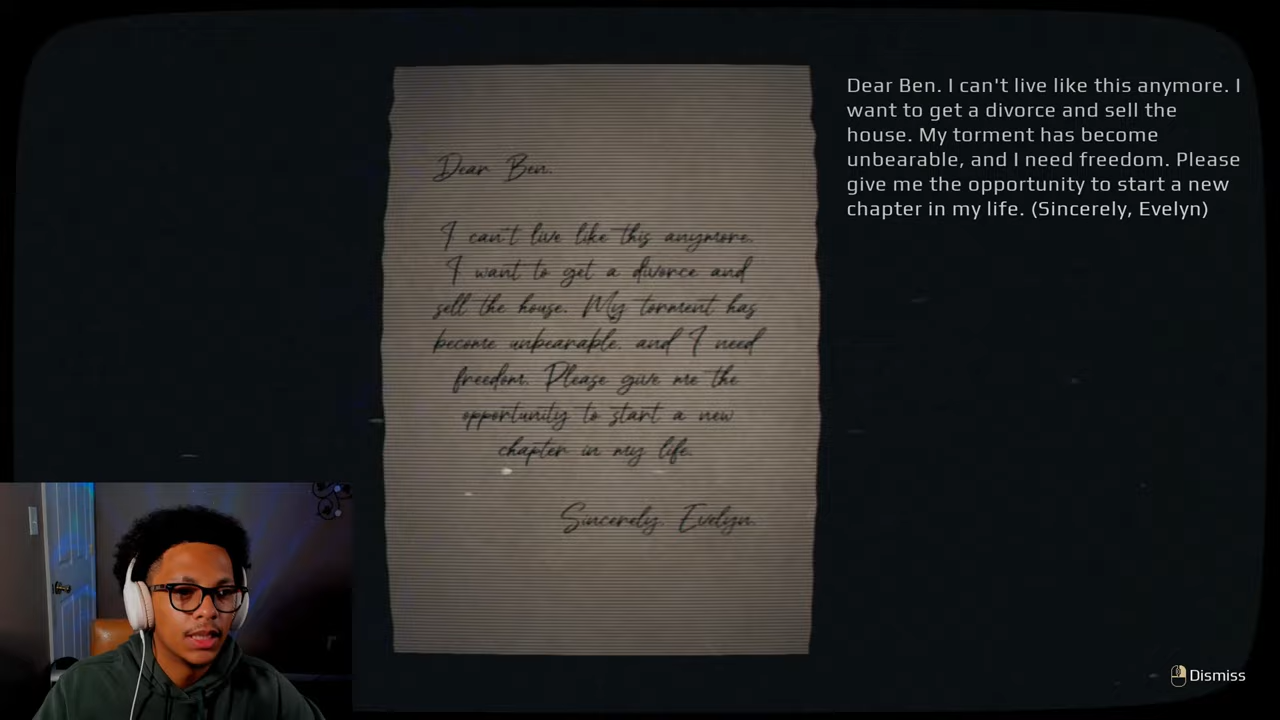 Dear Ben.
I can't live like this anymore.
I want to get a divorce and
sell the house. My torment has
become unbearable, and I need
freedom. Please give me the
opportunity to start a new
chapter in my life.
Sincerely, Evelyn.
Dear Ben. I can't live like this anymore. I
want to get a divorce and sell the
house. My torment has become
unbearable, and I need freedom. Please
give me the opportunity to start a new
chapter in my life. (Sincerely, Evelyn)
Dismiss